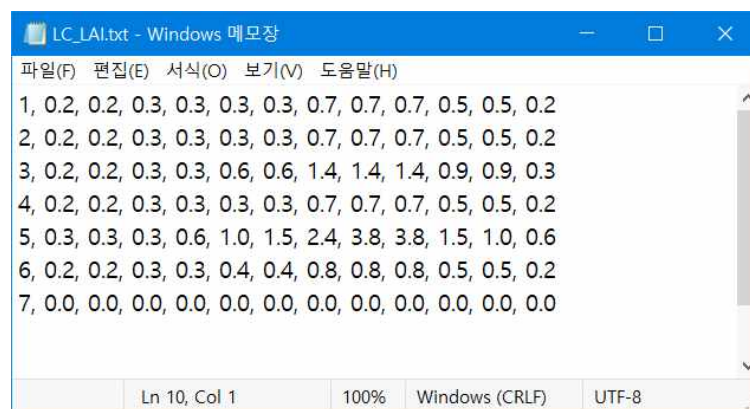 LC_LAI.txt - Windows 메모장
파일(F) 편집(E) 서식(O) 보기(V) 도움말(H)
1, 0.2, 0.2, 0.3, 0.3, 0.3, 0.3, 0.7, 0.7, 0.7, 0.5, 0.5, 0.2
2, 0.2, 0.2, 0.3, 0.3, 0.3, 0.3, 0.7, 0.7, 0.7, 0.5, 0.5, 0.2
3, 0.2, 0.2, 0.3, 0.3, 0.6, 0.6, 1.4, 1.4, 1.4, 0.9, 0.9, 0.3
4, 0.2, 0.2, 0.3, 0.3, 0.3, 0.3, 0.7, 0.7, 0.7, 0.5, 0.5, 0.2
5, 0.3, 0.3, 0.3, 0.6, 1.0, 1.5, 2.4, 3.8, 3.8, 1.5, 1.0, 0.6
6, 0.2, 0.2, 0.3, 0.3, 0.4, 0.4, 0.8, 0.8, 0.8, 0.5, 0.5, 0.2
7, 0.0, 0.0, 0.0, 0.0, 0.0, 0.0, 0.0, 0.0, 0.0, 0.0, 0.0, 0.0
Ln 10, Col 1 100% Windows (CRLF) UTF-8